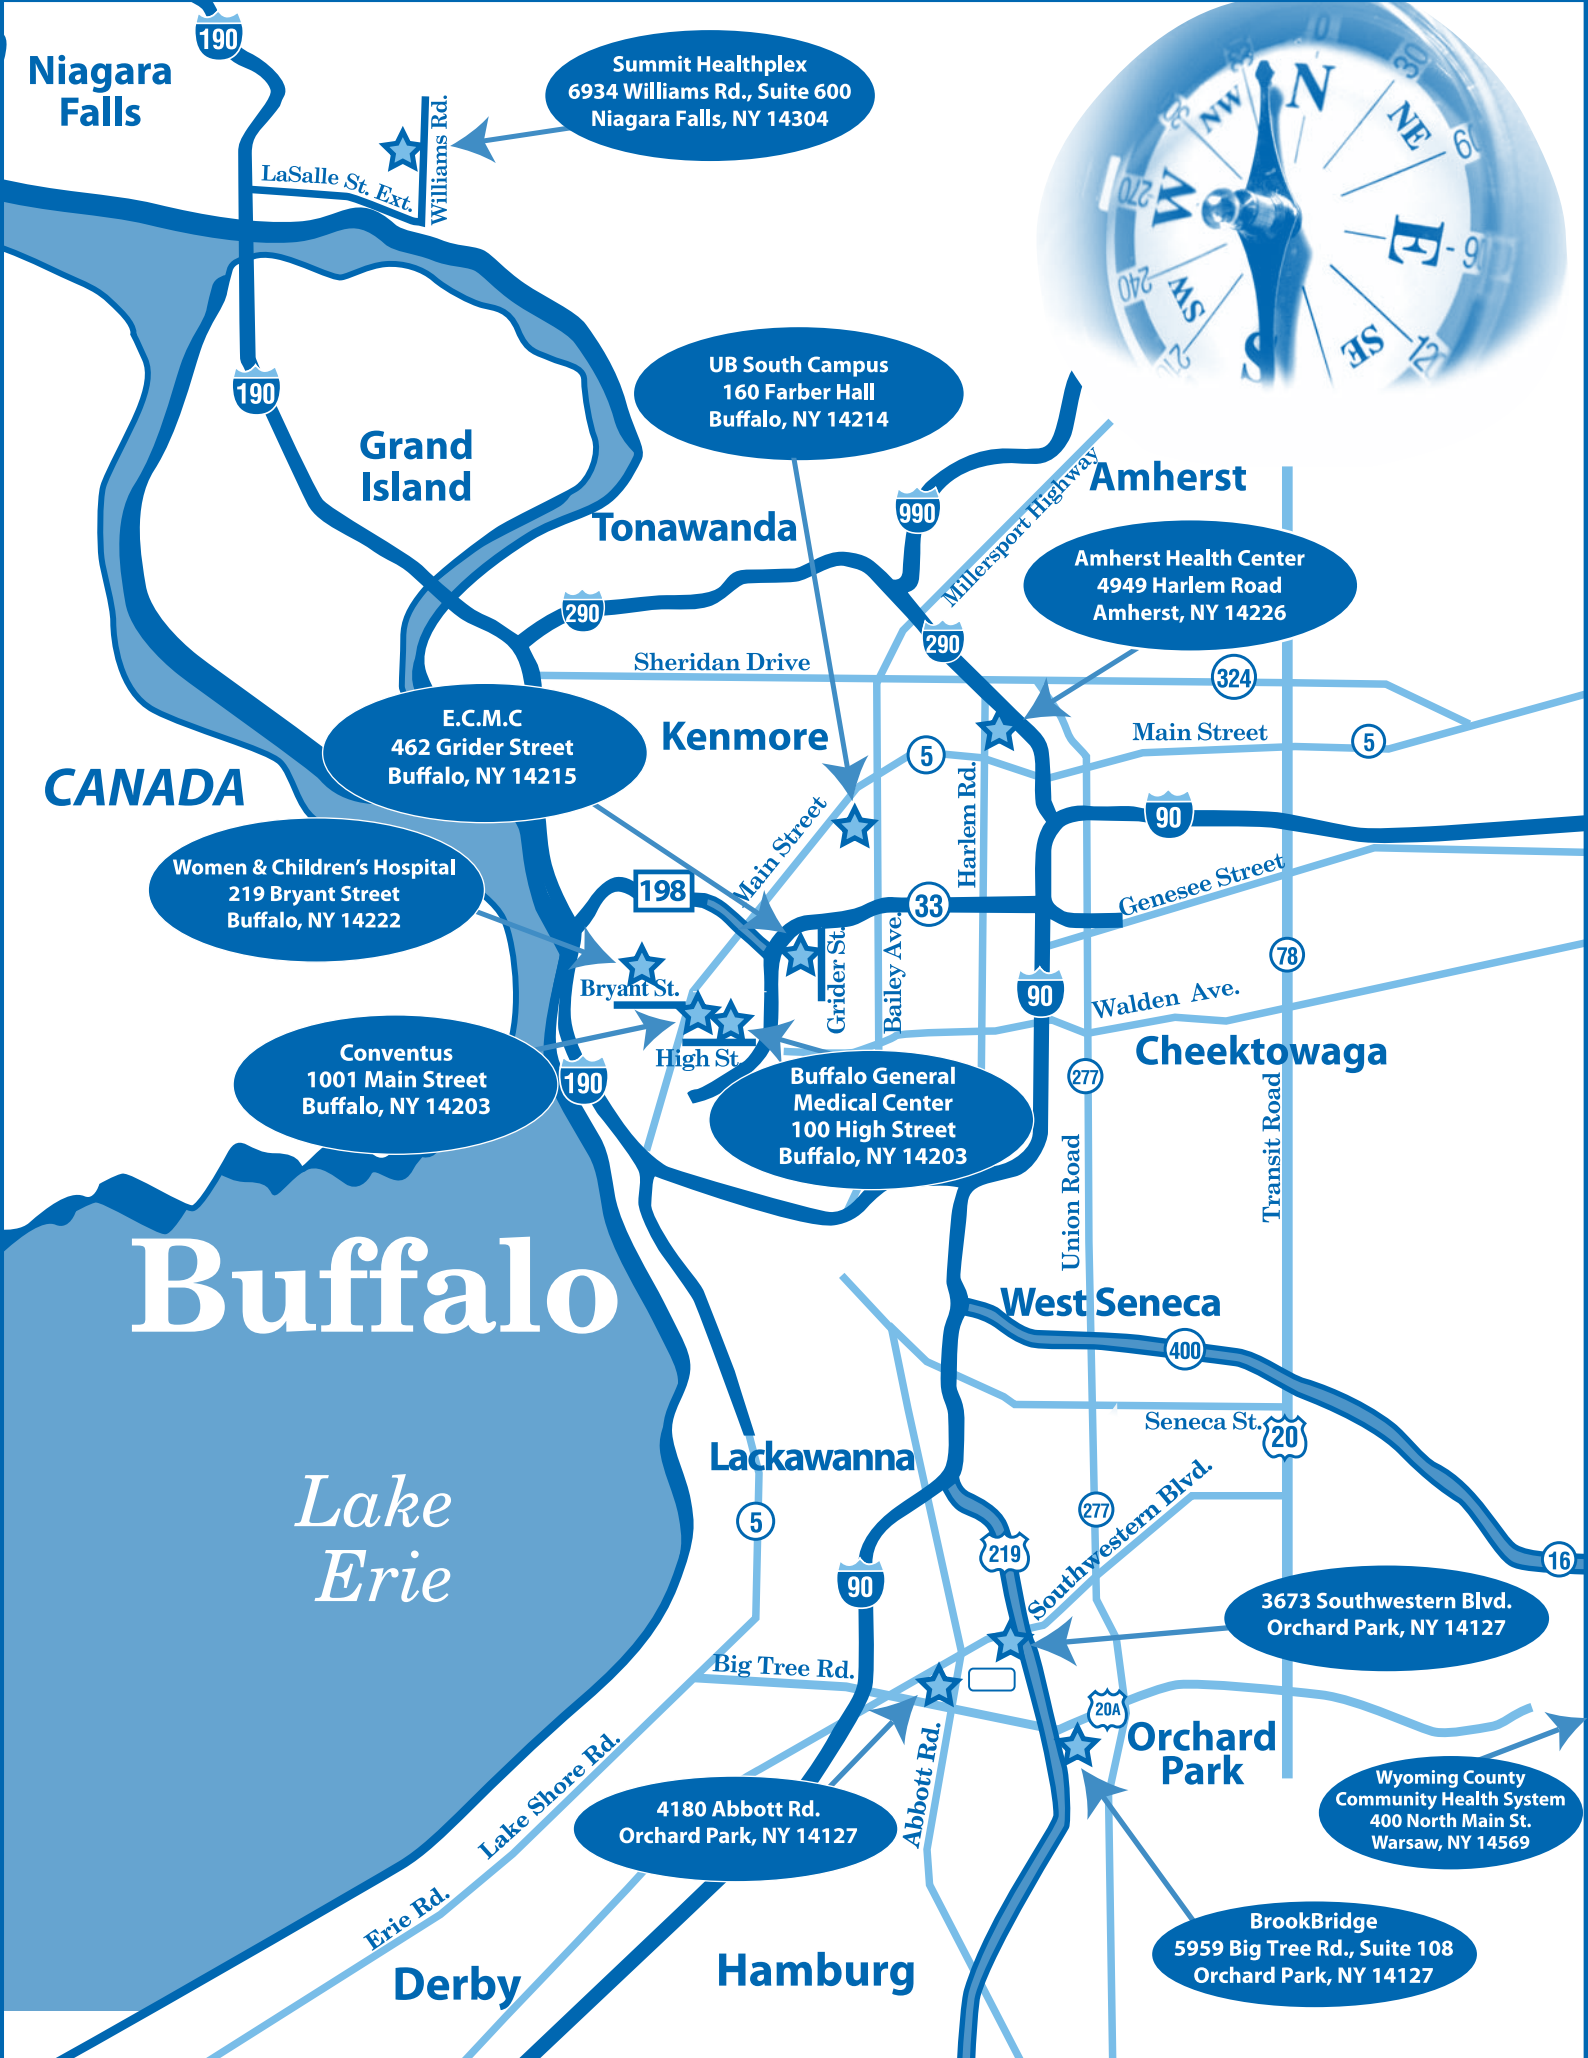 190
Niagara
Falls
Summit Healthplex
6934 Williams Rd., Suite 600
Niagara Falls, NY 14304
Williams Rd.
LaSalle St. Ext.
0
30
60
90
120
210
240
270
N
NE
E
SE
S
SW
W
NW
190
Grand
Island
UB South Campus
160 Farber Hall
Buffalo, NY 14214
Tonawanda
990
Millersport Highway
Amherst
Amherst Health Center
4949 Harlem Road
Amherst, NY 14226
290
290
Sheridan Drive
324
E.C.M.C
462 Grider Street
Buffalo, NY 14215
Kenmore
5
Main Street
5
CANADA
Main Street
Harlem Rd.
90
Women & Children's Hospital
219 Bryant Street
Buffalo, NY 14222
198
33
Genesee Street
Grider St.
Bailey Ave.
78
Bryant St.
90
Walden Ave.
Conventus
1001 Main Street
Buffalo, NY 14203
High St.
190
Cheektowaga
277
Buffalo General
Medical Center
100 High Street
Buffalo, NY 14203
Union Road
Transit Road
Buffalo
West Seneca
400
Seneca St.
20
Lackawanna
Lake
Erie
5
277
Southwestern Blvd.
219
16
90
3673 Southwestern Blvd.
Orchard Park, NY 14127
Big Tree Rd.
20A
Orchard
Park
Lake Shore Rd.
Abbott Rd.
4180 Abbott Rd.
Orchard Park, NY 14127
Wyoming County
Community Health System
400 North Main St.
Warsaw, NY 14569
Erie Rd.
BrookBridge
5959 Big Tree Rd., Suite 108
Orchard Park, NY 14127
Derby
Hamburg